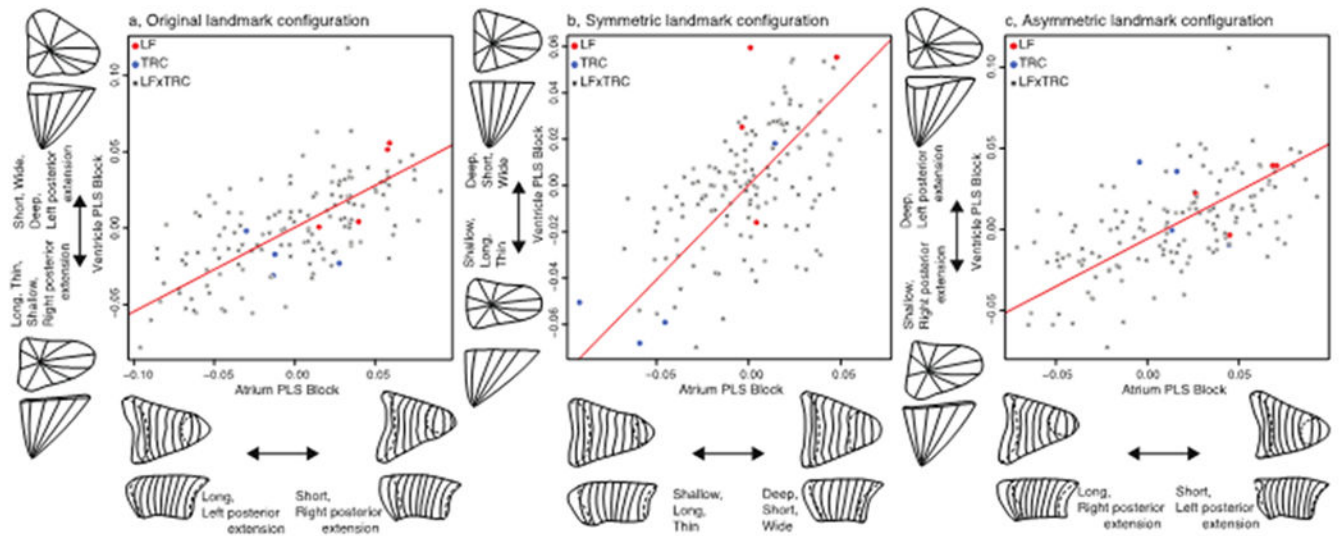 a, Original landmark configuration
LF
TRC
LFxTRC
0.10
0.05
0.00
-0.05
Ventricle PLS Block
Short, Wide,
Deep,
Left posterior
extension
Long, Thin,
Shallow,
Right posterior
extension
-0.10
-0.05
0.00
0.05
Atrium PLS Block
Long,
Left posterior
extension
Short,
Right posterior
extension
b, Symmetric landmark configuration
LF
TRC
LFxTRC
0.06
0.04
0.02
0.00
-0.02
-0.04
-0.06
Ventricle PLS Block
Deep,
Short,
Wide
Shallow,
Long,
Thin
-0.05
0.00
0.05
Atrium PLS Block
Shallow,
Long,
Thin
Deep,
Short,
Wide
c, Asymmetric landmark configuration
LF
TRC
LFxTRC
0.10
0.05
0.00
-0.05
Ventricle PLS Block
Deep,
Left posterior
extension
Shallow,
Right posterior
extension
-0.05
0.00
0.05
Atrium PLS Block
Long,
Right posterior
extension
Short,
Left posterior
extension